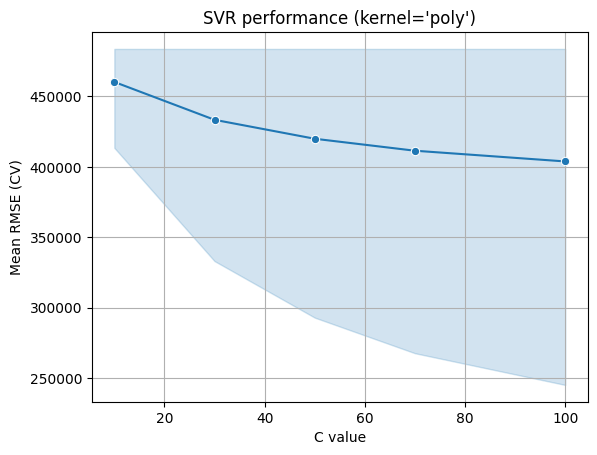 SVR performance (kernel='poly')
Mean RMSE (CV)
450000
400000
350000
300000
250000
20 40 60 80 100
C value